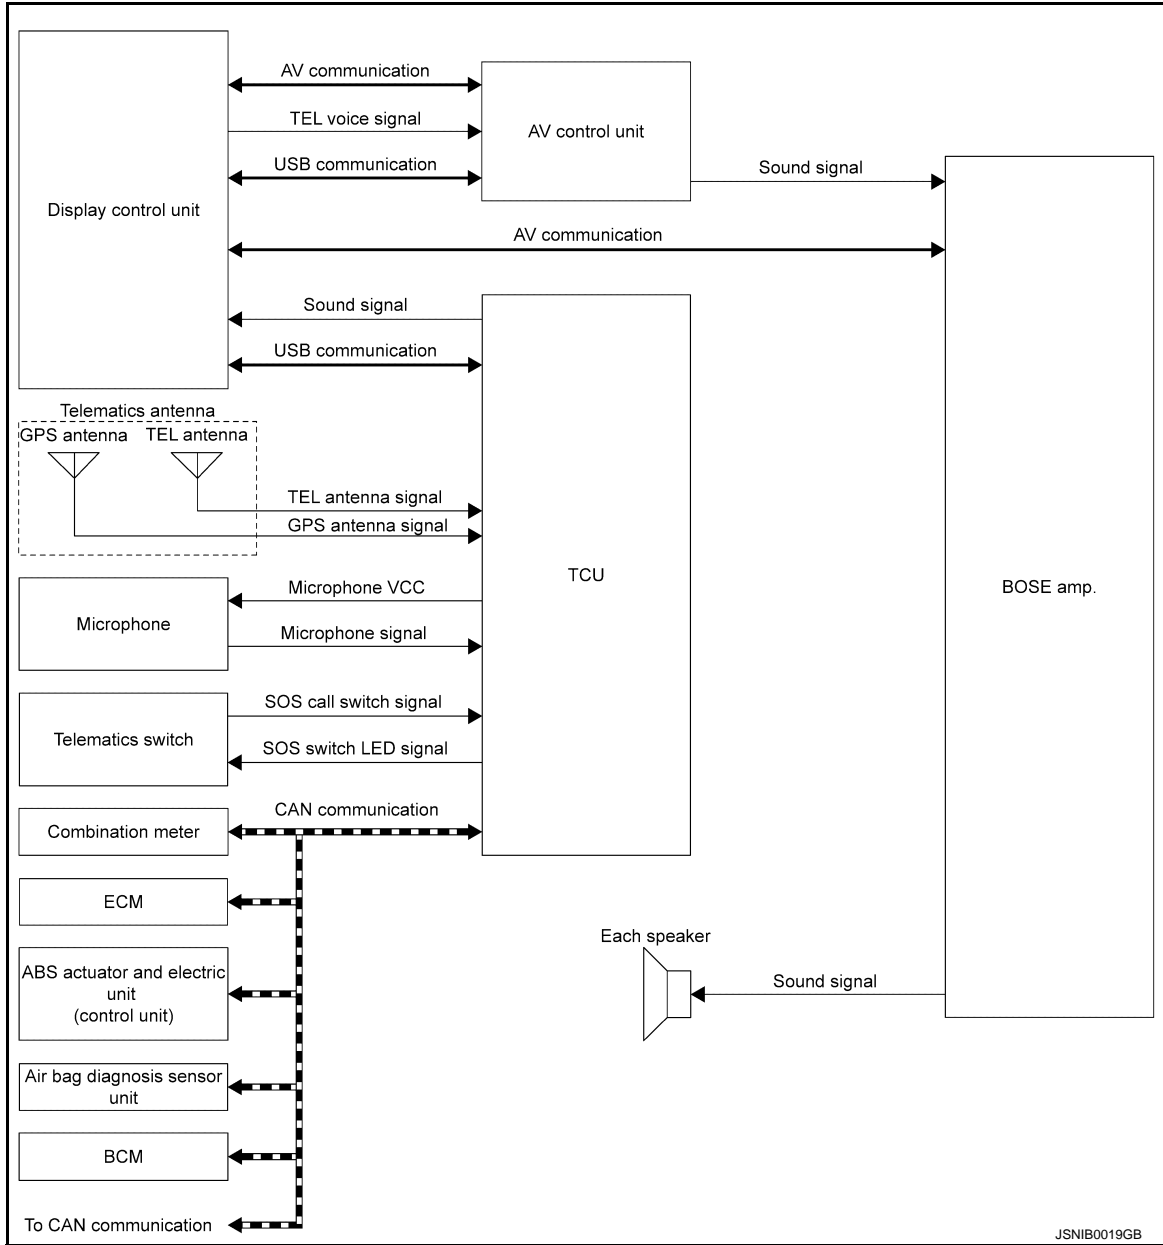 AV communication
TEL voice signal
AV control unit
USB communication
Sound signal
Display control unit
AV communication
Sound signal
USB communication
Telematics antenna
GPS antenna
TEL antenna
TEL antenna signal
GPS antenna signal
TCU
BOSE amp.
Microphone VCC
Microphone
Microphone signal
SOS call switch signal
Telematics switch
SOS switch LED signal
CAN communication
Combination meter
ECM
Each speaker
ABS actuator and electric
unit
(control unit)
Sound signal
Air bag diagnosis sensor
unit
BCM
To CAN communication
JSNIB0019GB